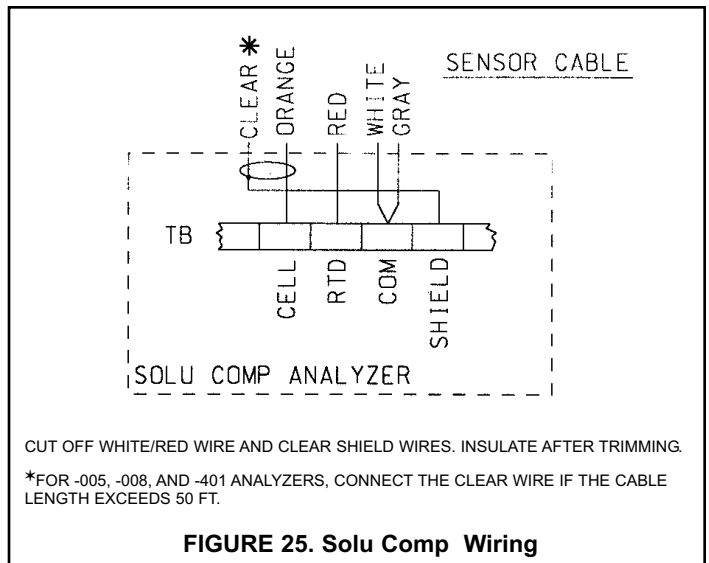 SENSOR CABLE
CLEAR*
ORANGE
RED
WHITE
GRAY
TB
CELL
RTD
COM
SHIELD
SOLU COMP ANALYZER
CUT OFF WHITE/RED WIRE AND CLEAR SHIELD WIRES. INSULATE AFTER TRIMMING.
*FOR -005, -008, AND -401 ANALYZERS, CONNECT THE CLEAR WIRE IF THE CABLE
LENGTH EXCEEDS 50 FT.
FIGURE 25. Solu Comp Wiring